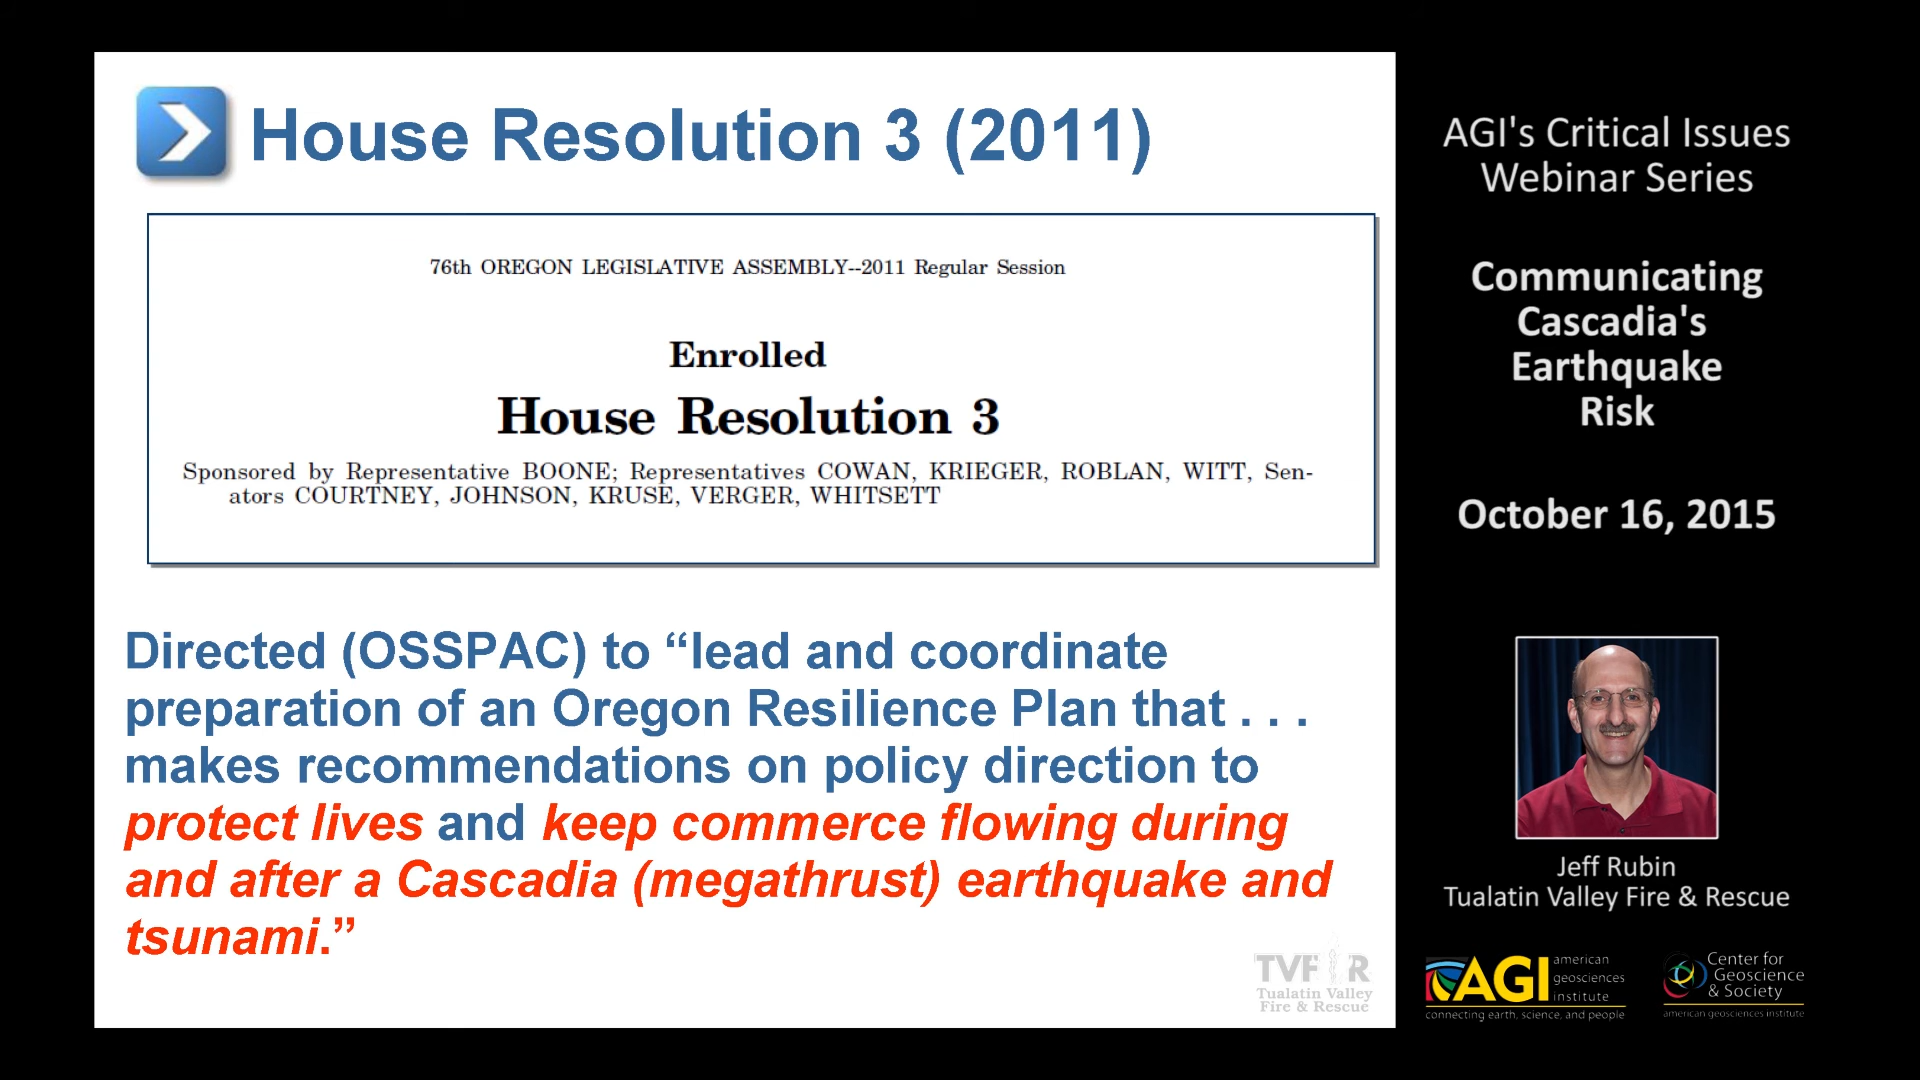 House Resolution 3 (2011)
76th OREGON LEGISLATIVE ASSEMBLY--2011 Regular Session
Enrolled
House Resolution 3
Sponsored by Representative BOONE; Representatives COWAN, KRIEGER, ROBLAN, WITT, Sen-
ators COURTNEY, JOHNSON, KRUSE, VERGER, WHITSETT
Directed (OSSPAC) to “lead and coordinate
preparation of an Oregon Resilience Plan that . . .
makes recommendations on policy direction to
protect lives and keep commerce flowing during
and after a Cascadia (megathrust) earthquake and
tsunami.”
TVF R
Tualatin Valley
Fire & Rescue
AGI's Critical Issues
Webinar Series
Communicating
Cascadia's
Earthquake
Risk
October 16, 2015
Jeff Rubin
Tualatin Valley Fire & Rescue
AGI
american
geosciences
institute
connecting earth, science, and people
Center for
Geoscience
& Society
american geosciences institute